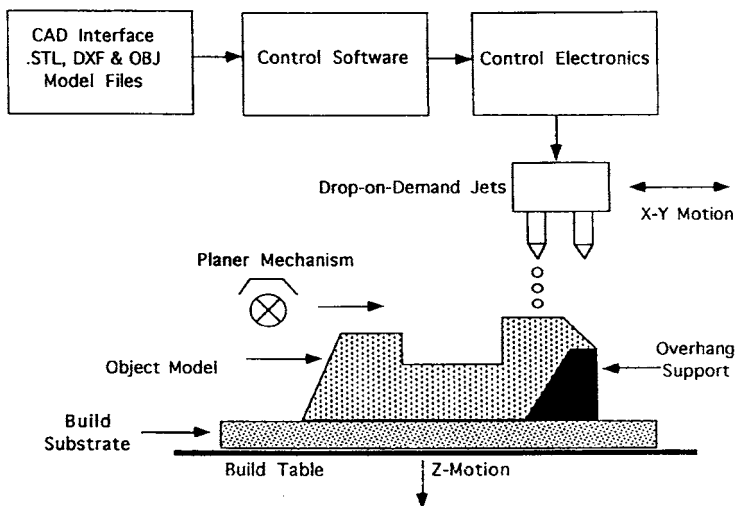 CAD Interface
.STL, DXF & OBJ
Model Files
Control Software
Control Electronics
Drop-on-Demand Jets
X-Y Motion
Planer Mechanism
Object Model
Overhang
Support
Build
Substrate
Build Table
Z-Motion